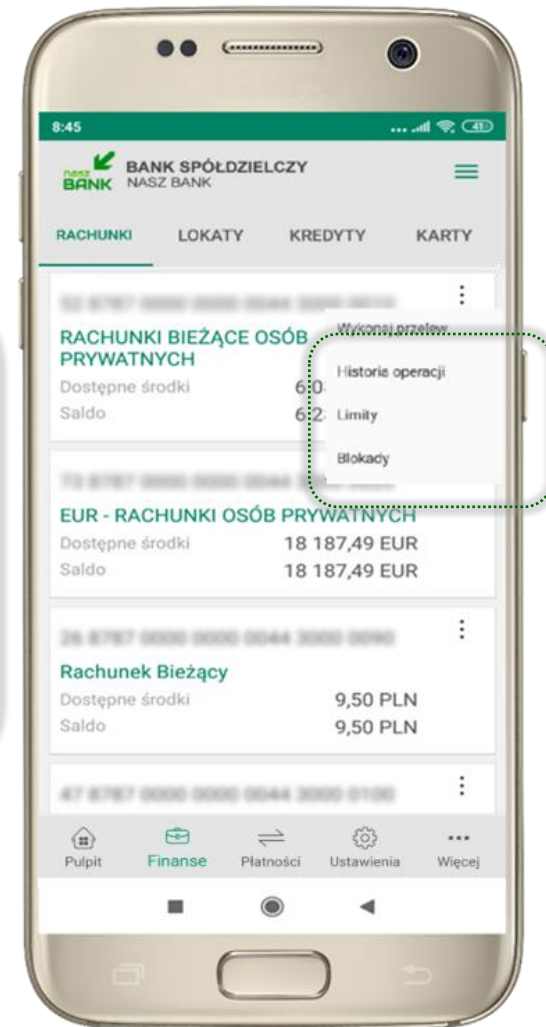 8:45
41
nasz BANK
BANK SPÓŁDZIELCZY
NASZ BANK
RACHUNKI LOKATY KREDYTY KARTY
Wykonaj przelew
Historia operacji
Limity
Blokady
RACHUNKI BIEŻĄCE OSÓB
PRYWATNYCH
Dostępne środki
Saldo
EUR - RACHUNKI OSÓB PRYWATNYCH
Dostępne środki 18 187,49 EUR
Saldo 18 187,49 EUR
Rachunek Bieżący
Dostępne środki 9,50 PLN
Saldo 9,50 PLN
Pulpit Finanse Płatności Ustawienia Więcej